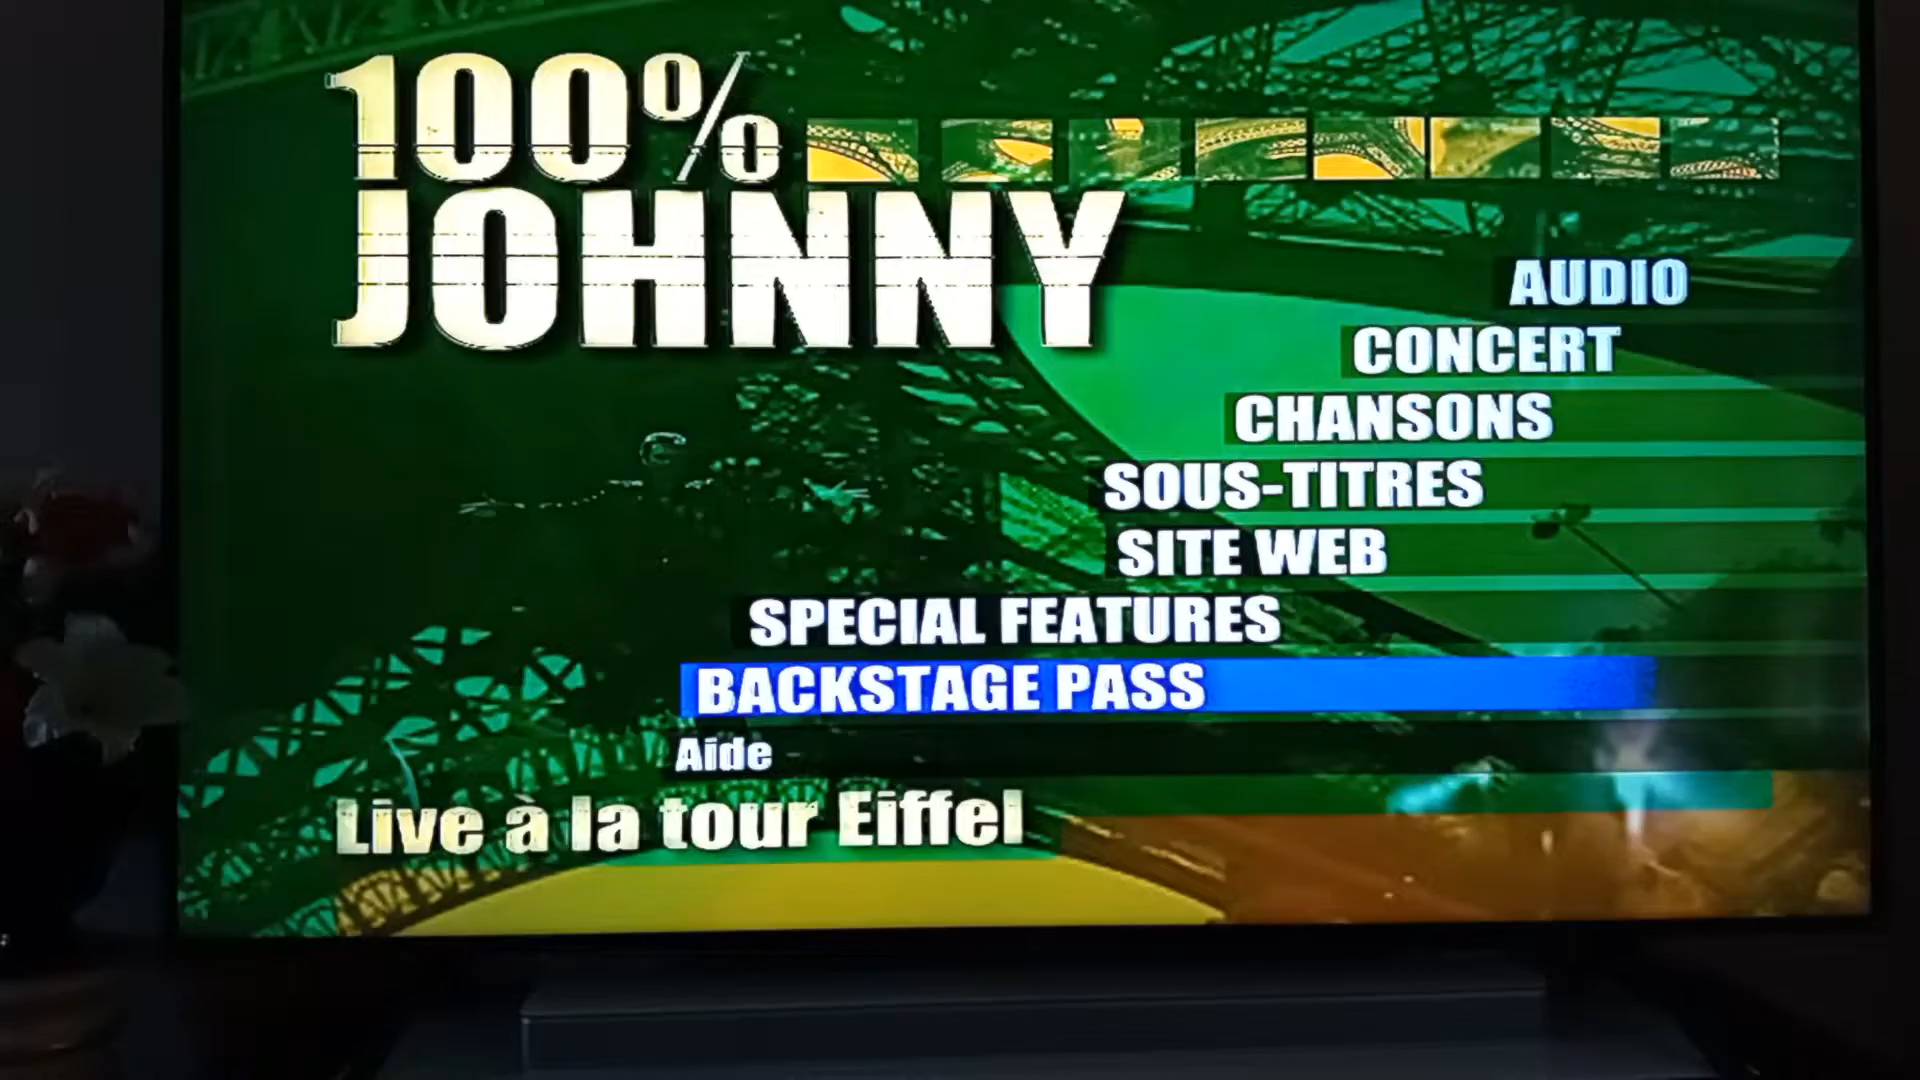 100%
JOHNNY
AUDIO
CONCERT
CHANSONS
SOUS-TITRES
SITE WEB
SPECIAL FEATURES
BACKSTAGE PASS
Aide
Live à la tour Eiffel